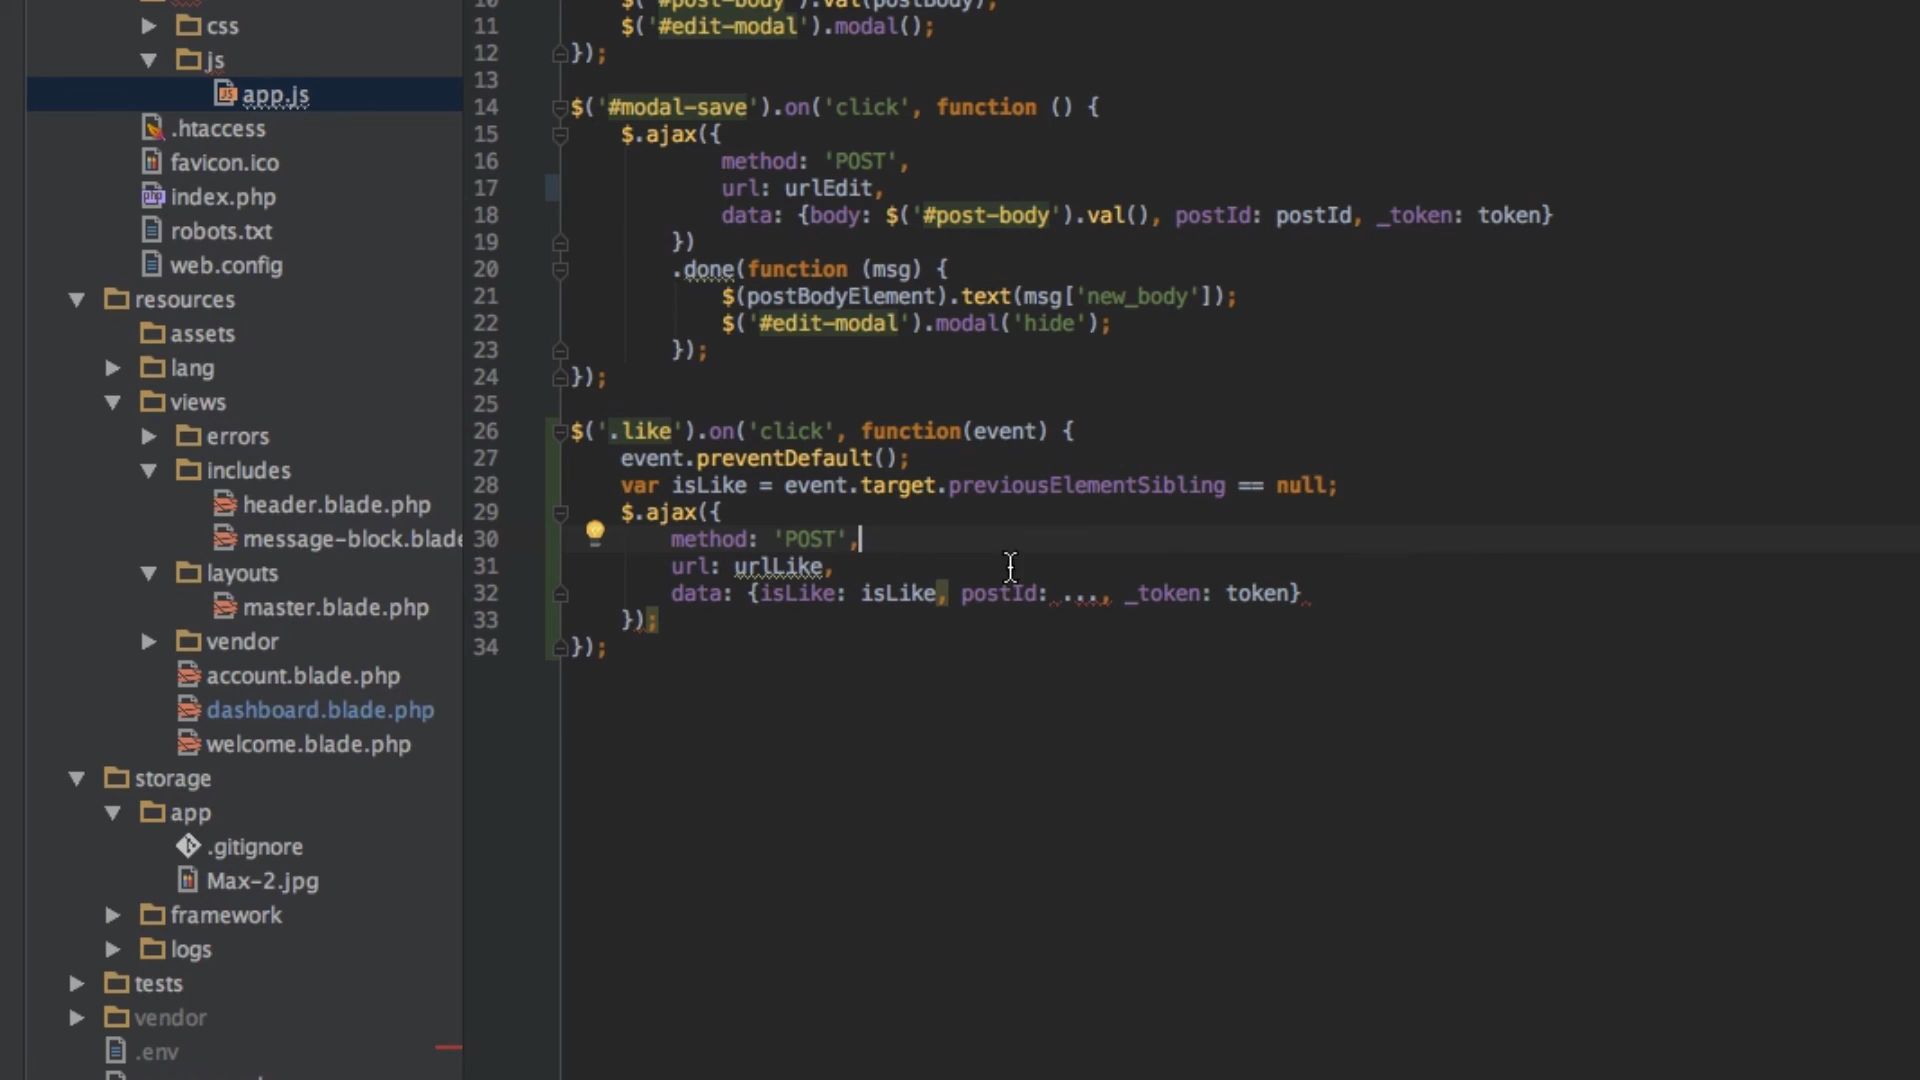 css
js
app.js
.htaccess
favicon.ico
index.php
robots.txt
web.config
resources
assets
lang
views
errors
includes
header.blade.php
message-block.blade
layouts
master.blade.php
vendor
account.blade.php
dashboard.blade.php
welcome.blade.php
storage
app
.gitignore
Max-2.jpg
framework
logs
tests
vendor
.env
10 $('#post-body').val(postBody);
11 $('#edit-modal').modal();
12 });
13
14 $('#modal-save').on('click', function () {
15 $.ajax({
16 method: 'POST',
17 url: urlEdit,
18 data: {body: $('#post-body').val(), postId: postId, _token: token}
19 })
20 .done(function (msg) {
21 $(postBodyElement).text(msg['new_body']);
22 $('#edit-modal').modal('hide');
23 });
24 });
25
26 $('.like').on('click', function(event) {
27 event.preventDefault();
28 var isLike = event.target.previousElementSibling == null;
29 $.ajax({
30 method: 'POST',
31 url: urlLike,
32 data: {isLike: isLike, postId: ..., _token: token}
33 });
34 });